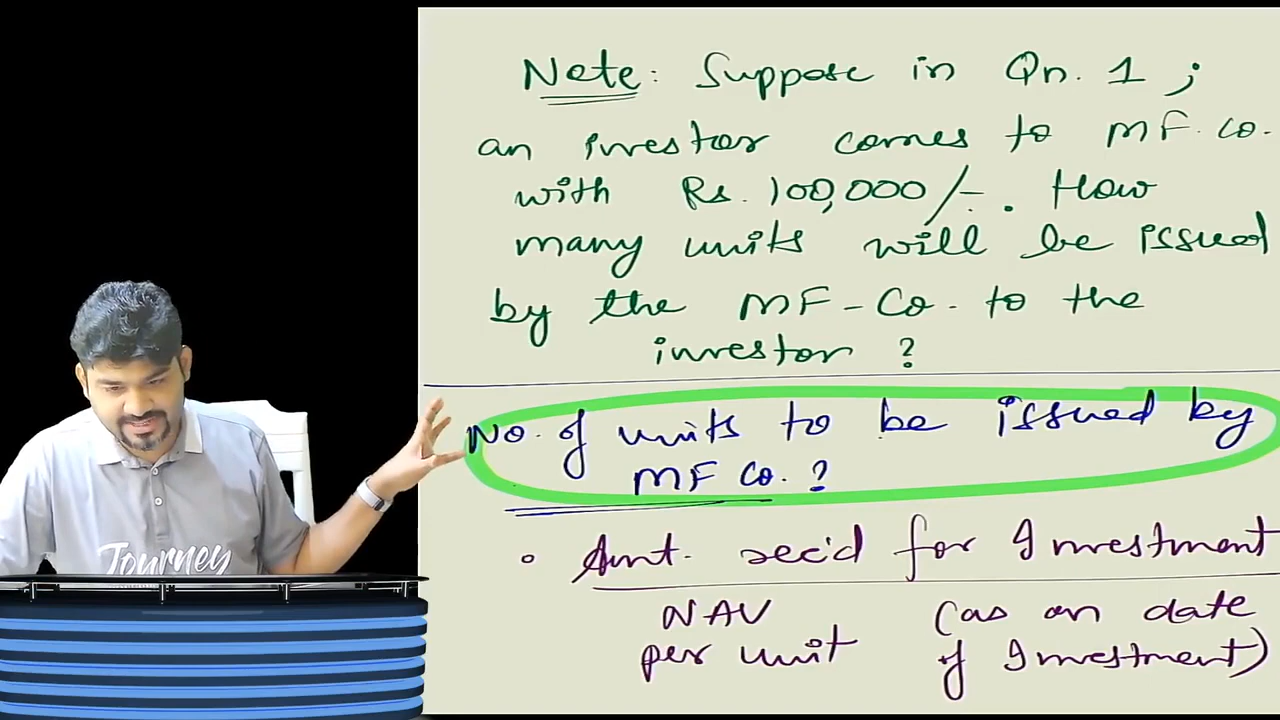 Note: Suppose in Qn. 1 ;
an investor comes to MF. Co.
with Rs. 100,000/-. How
many units will be issued
by the MF-Co. to the
investor ?
No. of units to be issued by
MF Co. ?
• Amt. rec'd for Investment
NAV (as on date
per unit of Investment)
Journey